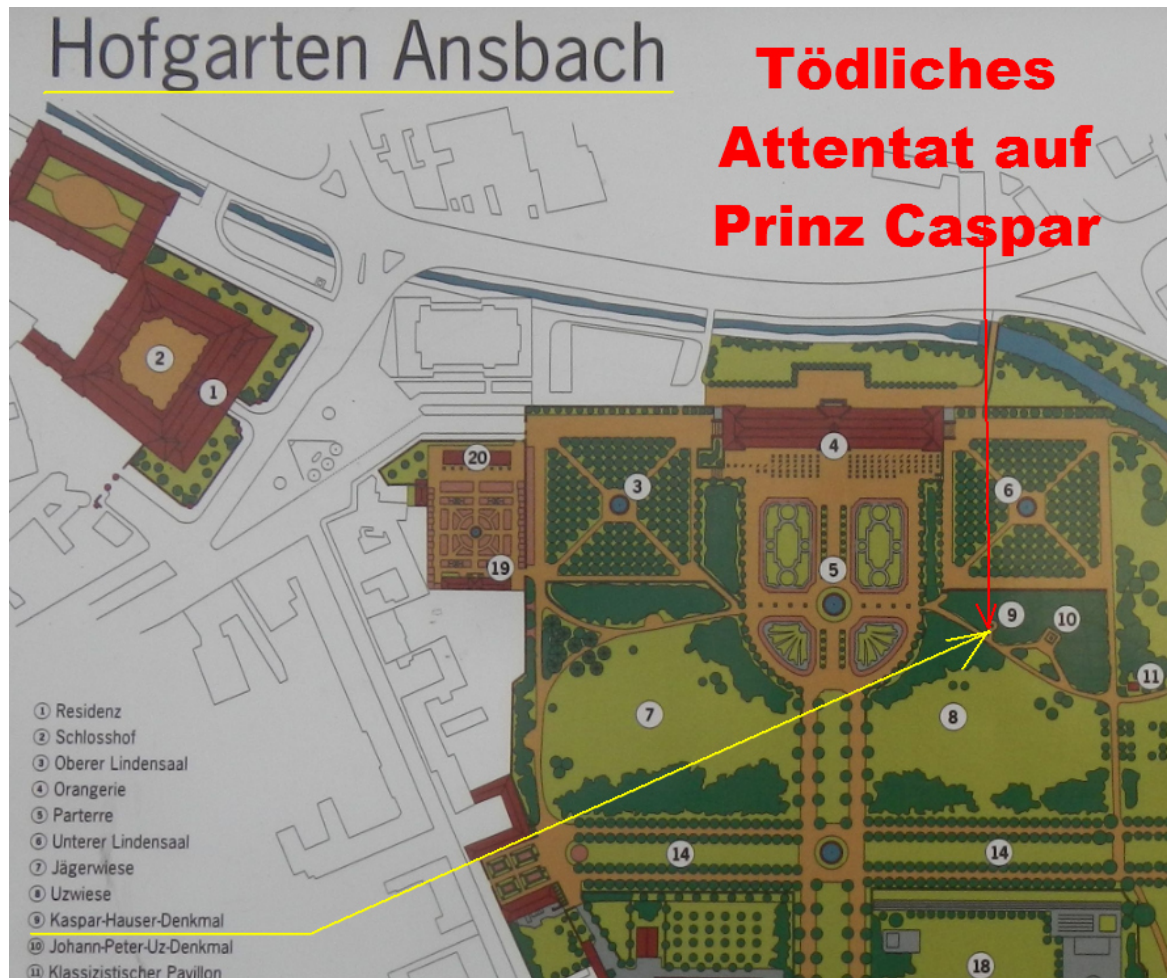 Hofgarten Ansbach
Tödliches
Attentat auf
Prinz Caspar
2
1
20
3
4
6
19
5
9
10
11
7
8
14
14
18
① Residenz
② Schlosshof
③ Oberer Lindensaal
④ Orangerie
⑤ Parterre
⑥ Unterer Lindensaal
⑦ Jägerwiese
⑧ Uzwiese
⑨ Kaspar-Hauser-Denkmal
⑩ Johann-Peter-Uz-Denkmal
⑪ Klassizistischer Pavillon